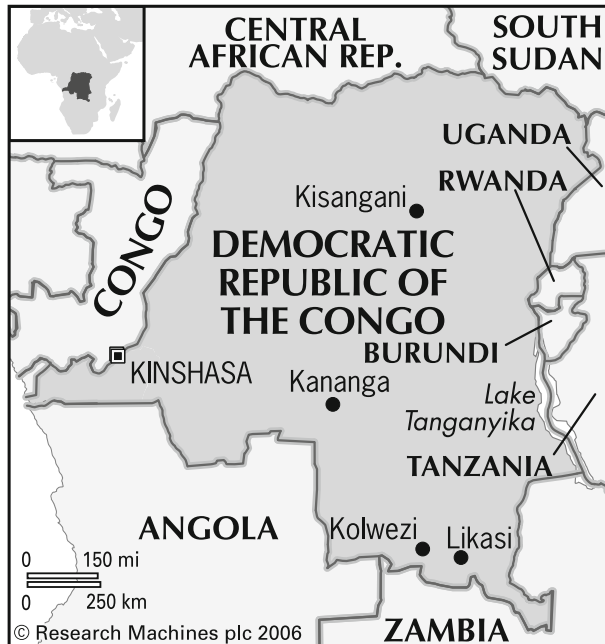 CENTRAL
AFRICAN REP.
SOUTH
SUDAN
UGANDA
RWANDA
Kisangani
CONGO
DEMOCRATIC
REPUBLIC OF
THE CONGO
BURUNDI
KINSHASA
Kananga
Lake
Tanganyika
TANZANIA
ANGOLA
Kolwezi
Likasi
0 150 mi
0 250 km
© Research Machines plc 2006
ZAMBIA